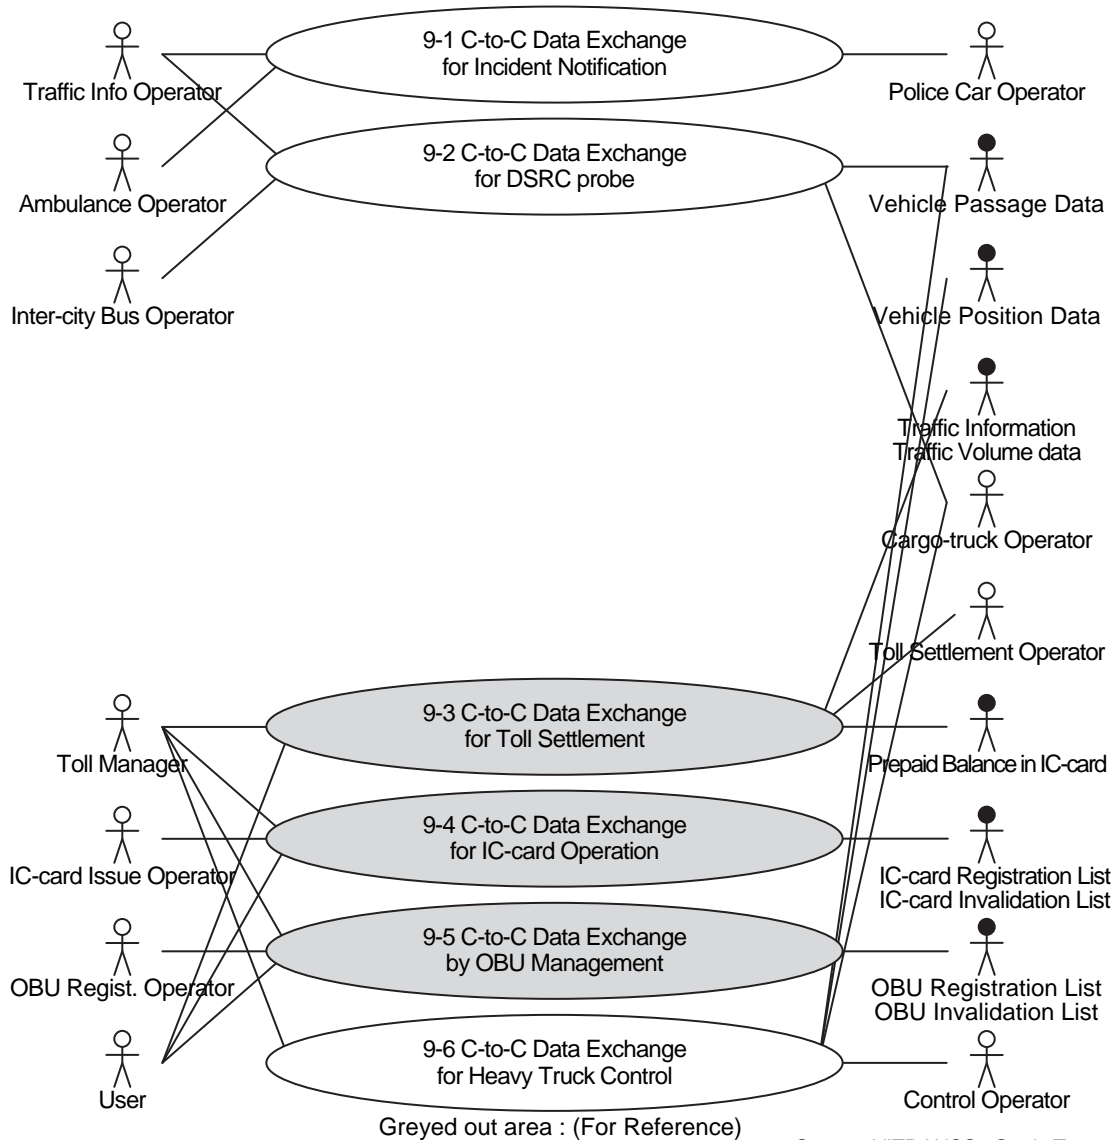 9-1 C-to-C Data Exchange
for Incident Notification
Traffic Info Operator
Police Car Operator
9-2 C-to-C Data Exchange
for DSRC probe
Ambulance Operator
Vehicle Passage Data
Inter-city Bus Operator
Vehicle Position Data
Traffic Information
Traffic Volume data
Cargo-truck Operator
Toll Settlement Operator
9-3 C-to-C Data Exchange
for Toll Settlement
Toll Manager
Prepaid Balance in IC-card
9-4 C-to-C Data Exchange
for IC-card Operation
IC-card Issue Operator
IC-card Registration List
IC-card Invalidation List
9-5 C-to-C Data Exchange
by OBU Management
OBU Regist. Operator
OBU Registration List
OBU Invalidation List
9-6 C-to-C Data Exchange
for Heavy Truck Control
User
Control Operator
Greyed out area : (For Reference)